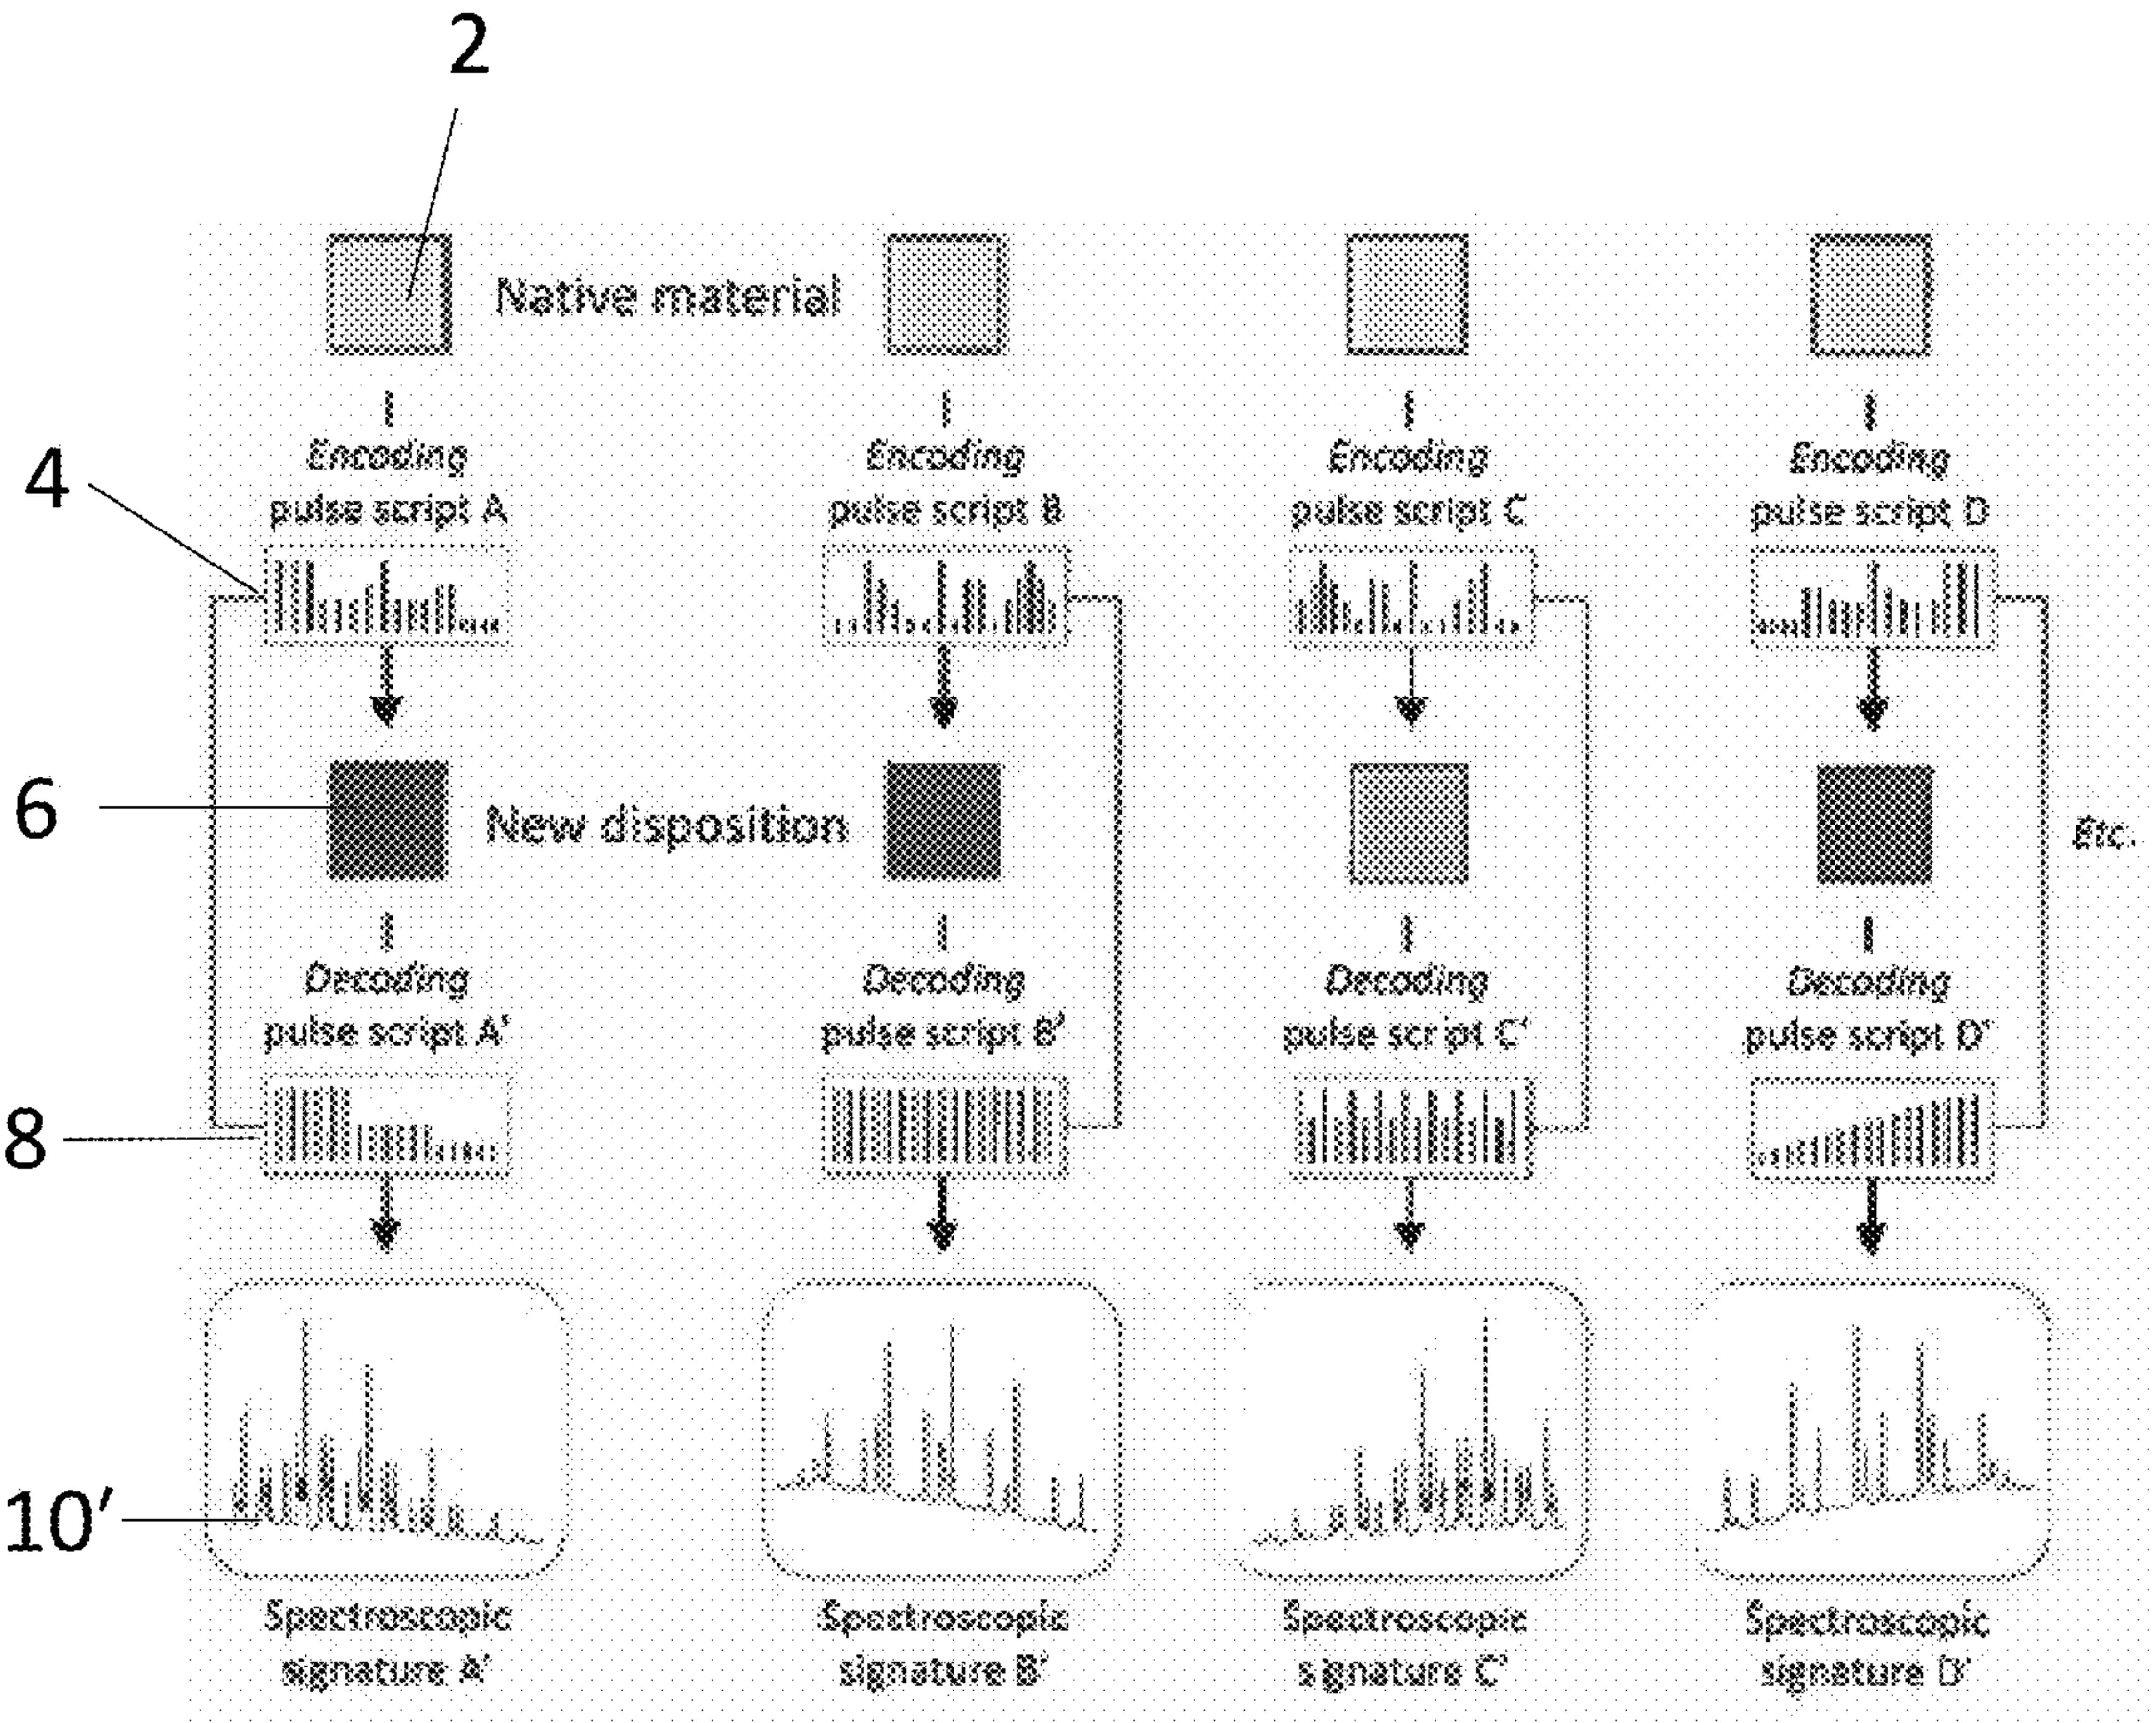 2
Native material
Encoding
pulse script A
Encoding
pulse script B
Encoding
pulse script C
Encoding
pulse script D
4
6
New disposition
Etc.
Decoding
pulse script A'
Decoding
pulse script B'
Decoding
pulse script C'
Decoding
pulse script D'
8
10'
Spectroscopic
signature A'
Spectroscopic
signature B'
Spectroscopic
signature C'
Spectroscopic
signature D'